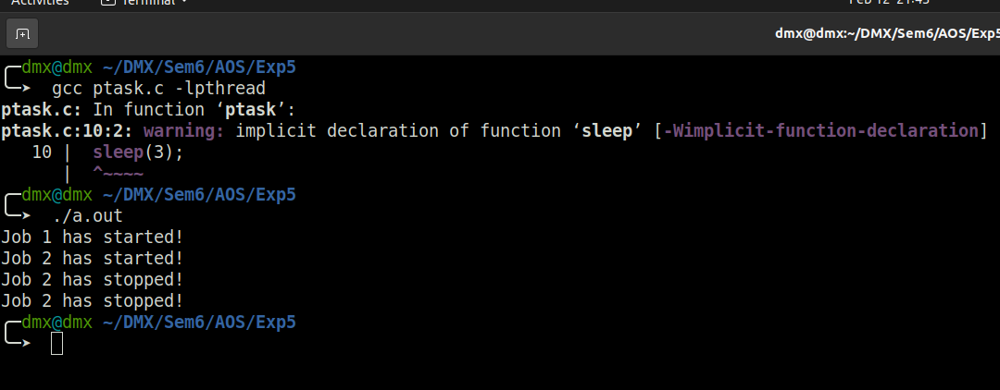 Activities Terminal
Feb 12 21:43
dmx@dmx:~/DMX/Sem6/AOS/Exp5
dmx@dmx ~/DMX/Sem6/AOS/Exp5
gcc ptask.c -lpthread
ptask.c: In function ‘ptask’:
ptask.c:10:2: warning: implicit declaration of function ‘sleep’ [-Wimplicit-function-declaration]
10 | sleep(3);
| ^~~~~
dmx@dmx ~/DMX/Sem6/AOS/Exp5
./a.out
Job 1 has started!
Job 2 has started!
Job 2 has stopped!
Job 2 has stopped!
dmx@dmx ~/DMX/Sem6/AOS/Exp5